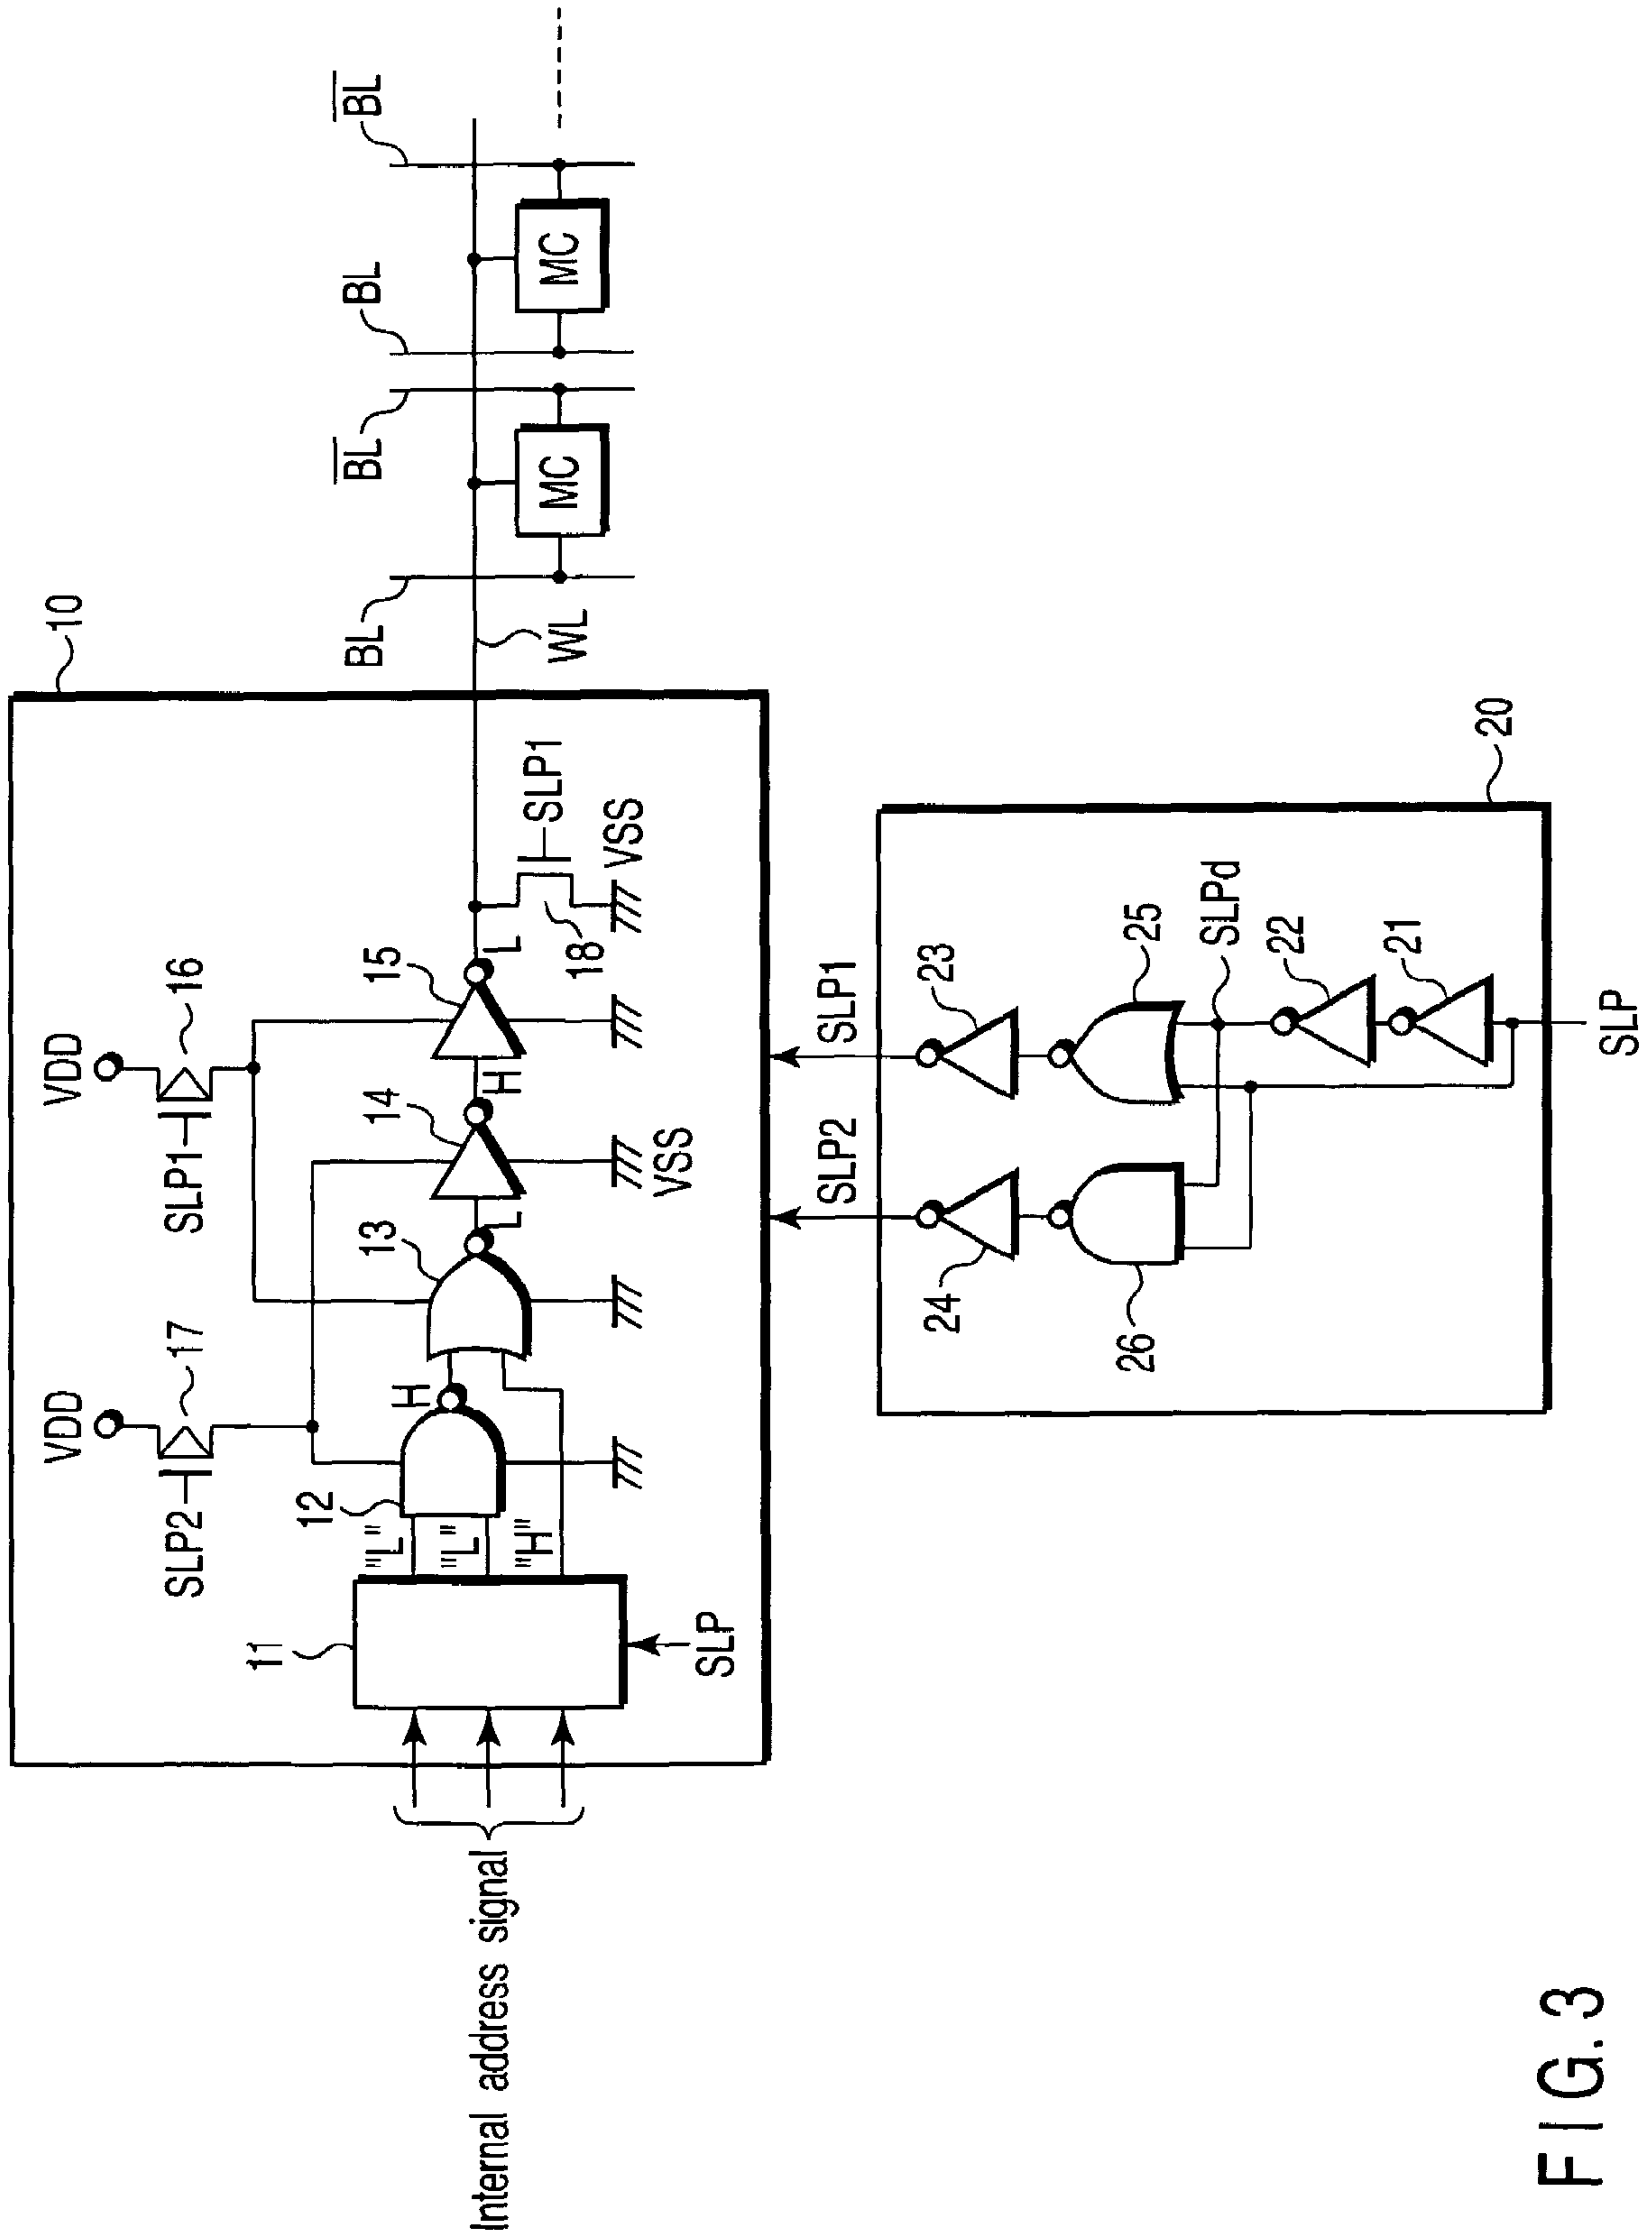 VDD
VDD
SLP2
17
SLP1
16
10
12
13
14
15
11
"L"
"L"
"H"
H
L
H
L
18
SLP1
VSS
VSS
SLP
Internal address signal
BL
B̅L̅
BL
B̅L̅
WL
MC
MC
SLP2
SLP1
24
23
26
25
SLPd
22
21
20
SLP
FIG. 3